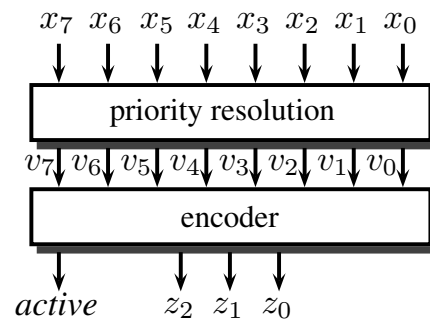 x₇ x₆ x₅ x₄ x₃ x₂ x₁ x₀
priority resolution
v₇ v₆ v₅ v₄ v₃ v₂ v₁ v₀
encoder
active z₂ z₁ z₀